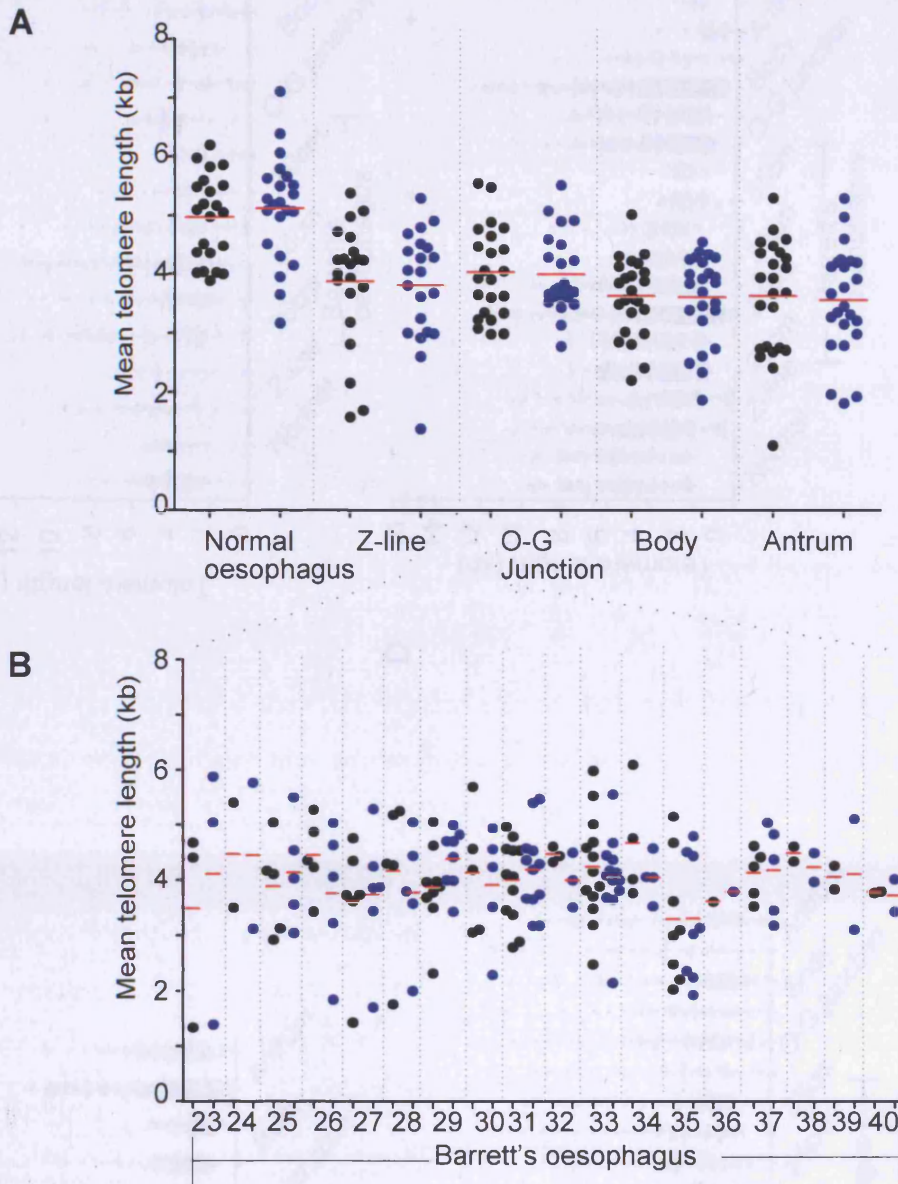 A
Mean telomere length (kb)
8
6
4
2
0
Normal oesophagus
Z-line
O-G Junction
Body
Antrum
B
Mean telomere length (kb)
8
6
4
2
0
23 24 25 26 27 28 29 30 31 32 33 34 35 36 37 38 39 40
Barrett's oesophagus